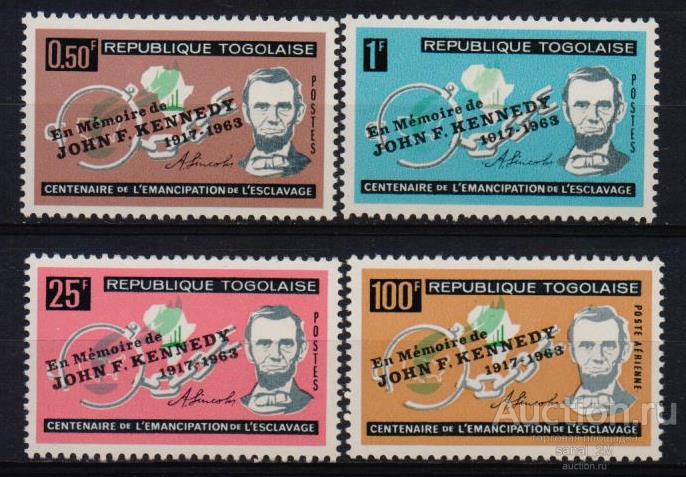 0.50F REPUBLIQUE TOGOLAISE
POSTES
En Mémoire de
JOHN F. KENNEDY
1917-1963
A. Lincoln
CENTENAIRE DE L'EMANCIPATION DE L'ESCLAVAGE
1F REPUBLIQUE TOGOLAISE
POSTES
En Mémoire de
JOHN F. KENNEDY
1917-1963
A. Lincoln
CENTENAIRE DE L'EMANCIPATION DE L'ESCLAVAGE
25F REPUBLIQUE TOGOLAISE
POSTES
En Mémoire de
JOHN F. KENNEDY
1917-1963
A. Lincoln
CENTENAIRE DE L'EMANCIPATION DE L'ESCLAVAGE
100F REPUBLIQUE TOGOLAISE
POSTE AÉRIENNE
En Mémoire de
JOHN F. KENNEDY
1917-1963
A. Lincoln
CENTENAIRE DE L'EMANCIPATION DE L'ESCLAVAGE
Auction.ru
торговая площадка
auction.ru